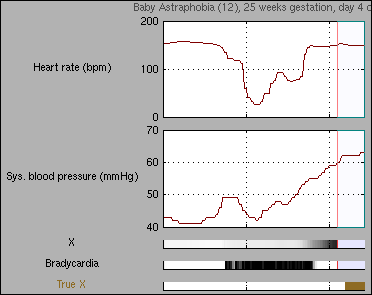 Baby Astraphobia (12), 25 weeks gestation, day 4
200
Heart rate (bpm)
100
0
70
60
Sys. blood pressure (mmHg)
50
40
X
Bradycardia
True X